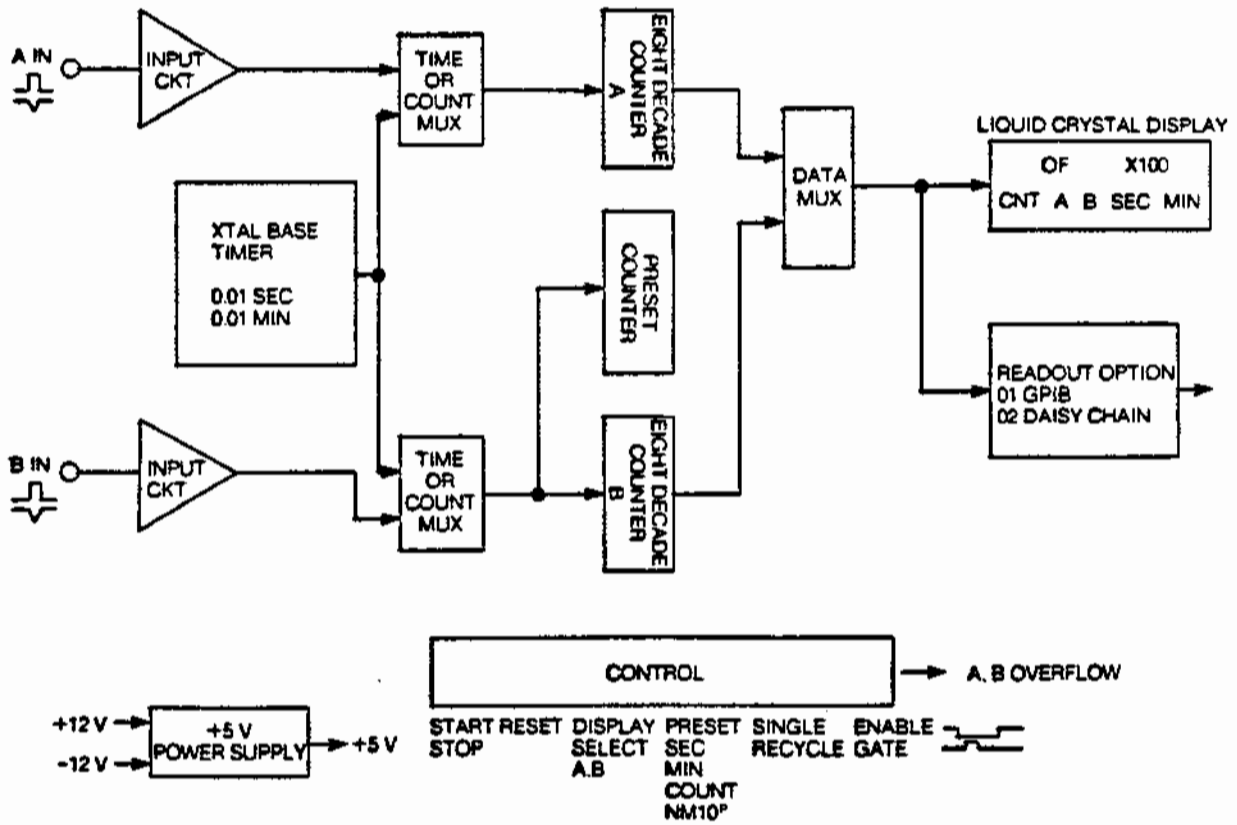 A IN
INPUT
CKT
TIME
OR
COUNT
MUX
EIGHT DECADE
COUNTER
A
DATA
MUX
LIQUID CRYSTAL DISPLAY
OF X100
CNT A B SEC MIN
XTAL BASE
TIMER
0.01 SEC
0.01 MIN
PRESET
COUNTER
READOUT OPTION
01 GPIB
02 DAISY CHAIN
B IN
INPUT
CKT
TIME
OR
COUNT
MUX
EIGHT DECADE
COUNTER
B
CONTROL
A, B OVERFLOW
+12 V
-12 V
+5 V
POWER SUPPLY
+5 V
START RESET DISPLAY PRESET SINGLE ENABLE
STOP SELECT SEC RECYCLE GATE
A.B MIN
COUNT
NM10ᴾ